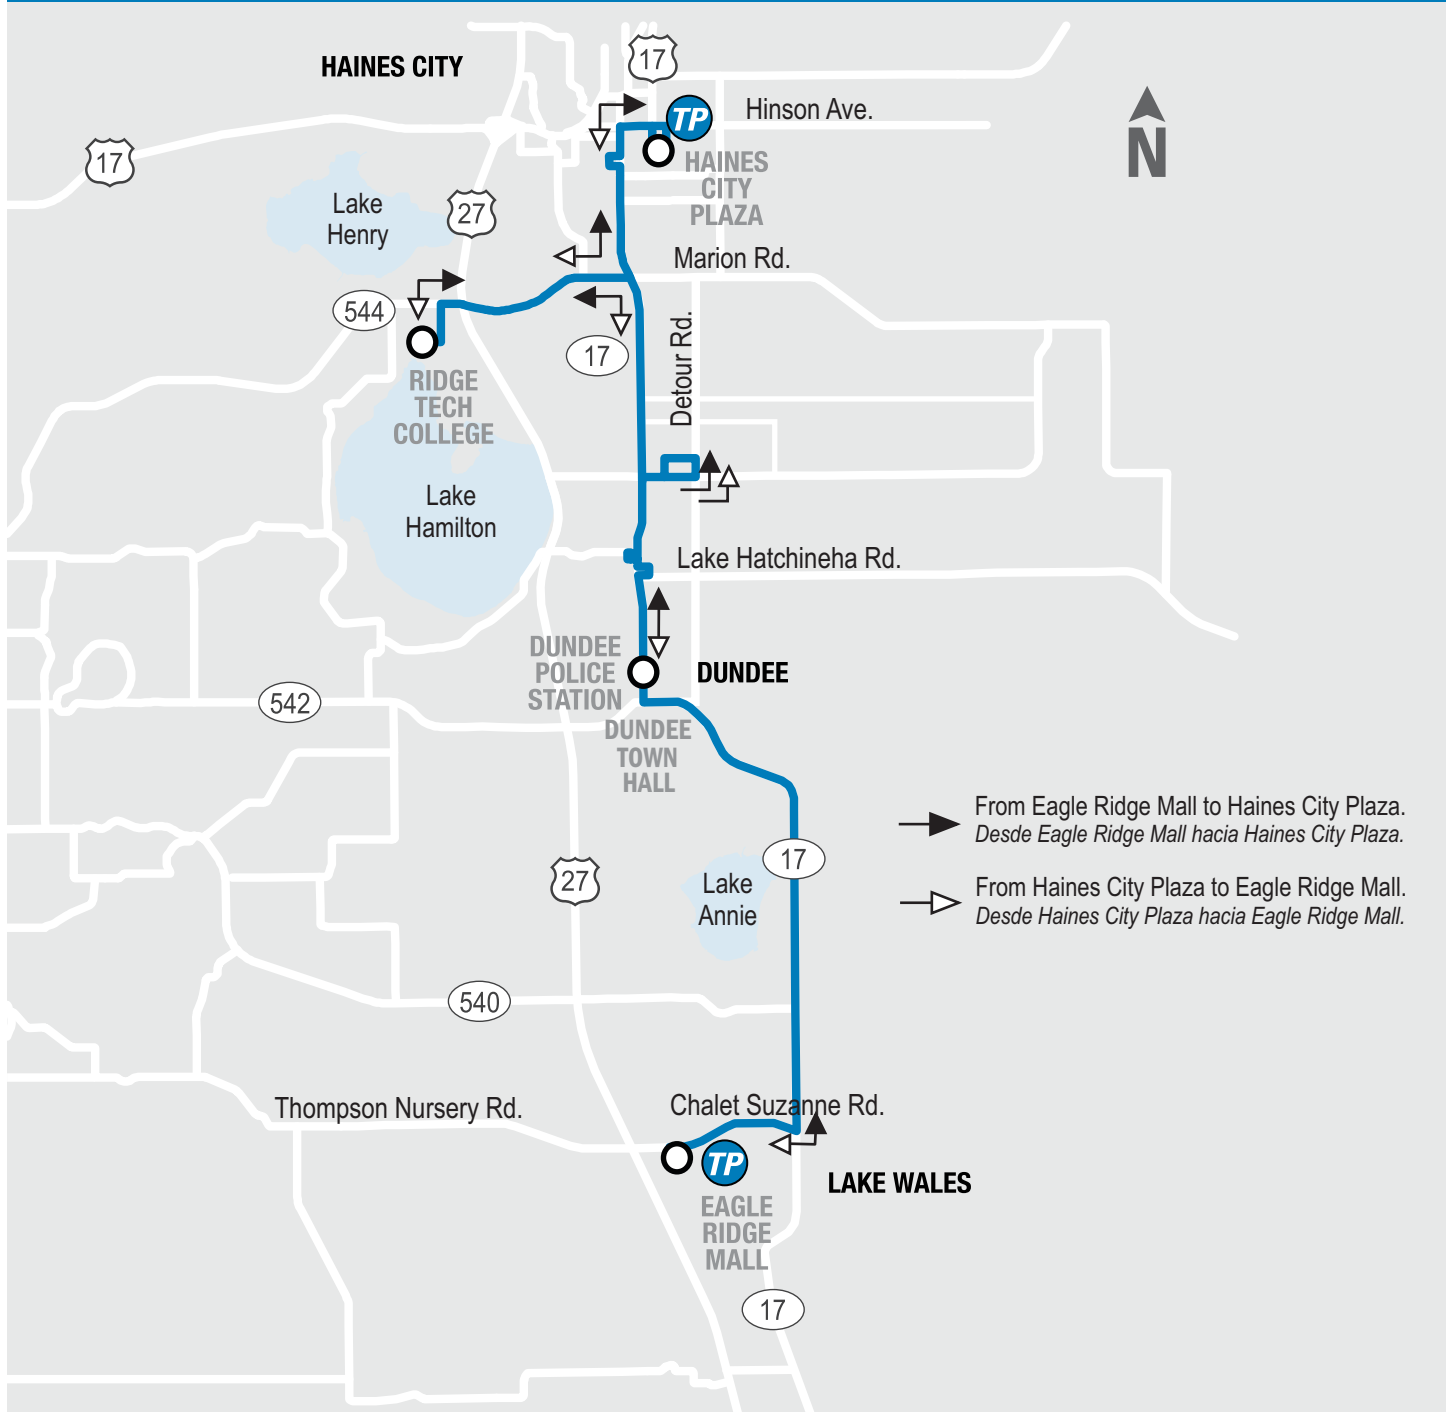 17
HAINES CITY
TP
Hinson Ave.
17
HAINES
CITY
PLAZA
N
Lake
Henry
27
Marion Rd.
544
17
Detour Rd.
RIDGE
TECH
COLLEGE
Lake
Hamilton
Lake Hatchineha Rd.
DUNDEE
POLICE
STATION
DUNDEE
542
DUNDEE
TOWN
HALL
From Eagle Ridge Mall to Haines City Plaza.
Desde Eagle Ridge Mall hacia Haines City Plaza.
17
27
Lake
Annie
From Haines City Plaza to Eagle Ridge Mall.
Desde Haines City Plaza hacia Eagle Ridge Mall.
540
Thompson Nursery Rd.
Chalet Suzanne Rd.
TP
LAKE WALES
EAGLE
RIDGE
MALL
17